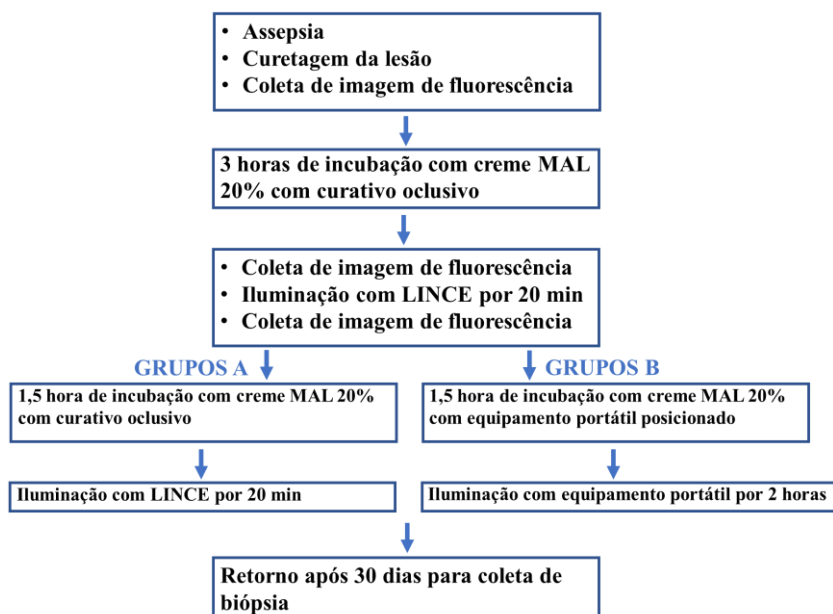 • Assepsia
• Curetagem da lesão
• Coleta de imagem de fluorescência
3 horas de incubação com creme MAL
20% com curativo oclusivo
• Coleta de imagem de fluorescência
• Iluminação com LINCE por 20 min
• Coleta de imagem de fluorescência
GRUPOS A
GRUPOS B
1,5 hora de incubação com creme MAL 20%
com curativo oclusivo
1,5 hora de incubação com creme MAL 20%
com equipamento portátil posicionado
Iluminação com LINCE por 20 min
Iluminação com equipamento portátil por 2 horas
Retorno após 30 dias para coleta de
biópsia